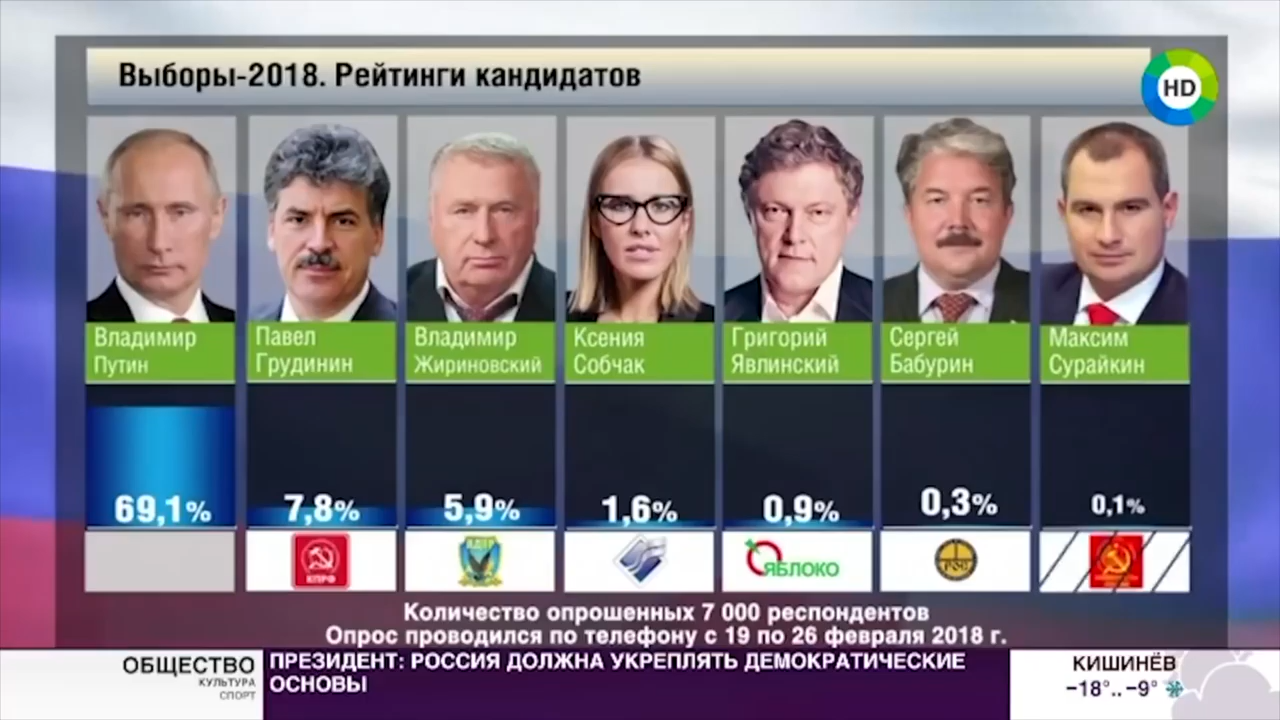 Выборы-2018. Рейтинги кандидатов
HD
Владимир
Путин
Павел
Грудинин
Владимир
Жириновский
Ксения
Собчак
Григорий
Явлинский
Сергей
Бабурин
Максим
Сурайкин
69,1%
7,8%
5,9%
1,6%
0,9%
0,3%
0,1%
КПРФ
ЛДПР
ЯБЛОКО
РОС
Количество опрошенных 7 000 респондентов
Опрос проводился по телефону с 19 по 26 февраля 2018 г.
ОБЩЕСТВО
КУЛЬТУРА
СПОРТ
ПРЕЗИДЕНТ: РОССИЯ ДОЛЖНА УКРЕПЛЯТЬ ДЕМОКРАТИЧЕСКИЕ
ОСНОВЫ
КИШИНЁВ
-18°.. -9°